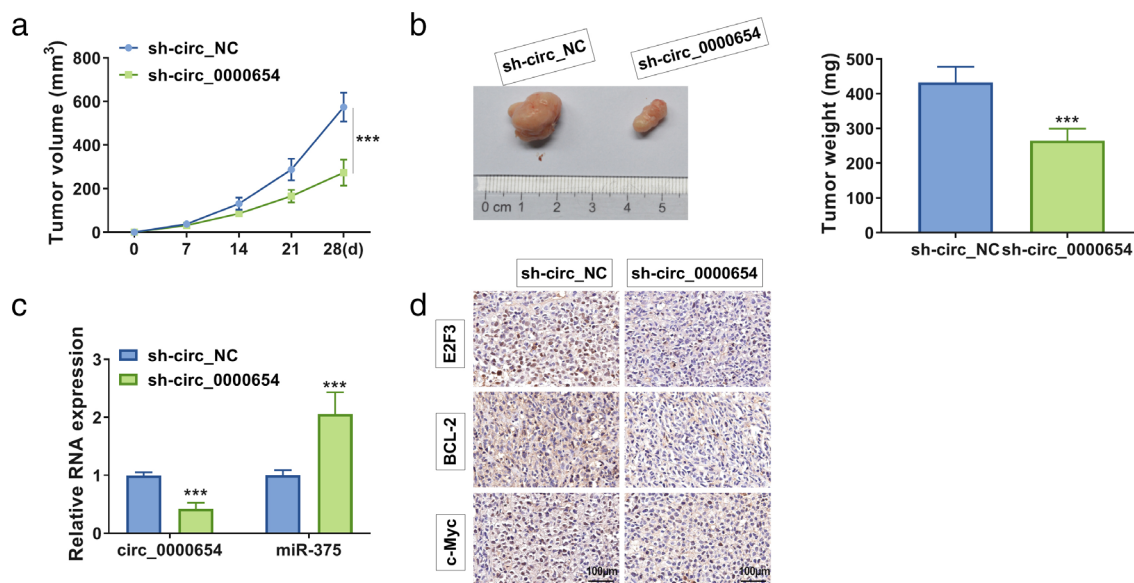 a
sh-circ_NC
sh-circ_0000654
Tumor volume (mm³)
800
600
400
200
0
0 7 14 21 28(d)
***
b
sh-circ_NC
sh-circ_0000654
0 cm 1 2 3 4 5
Tumor weight (mg)
500
400
300
200
100
0
***
sh-circ_NC sh-circ_0000654
c
sh-circ_NC
sh-circ_0000654
Relative RNA expression
3
2
1
0
***
***
circ_0000654 miR-375
d
sh-circ_NC sh-circ_0000654
E2F3
BCL-2
c-Myc
100μm 100μm